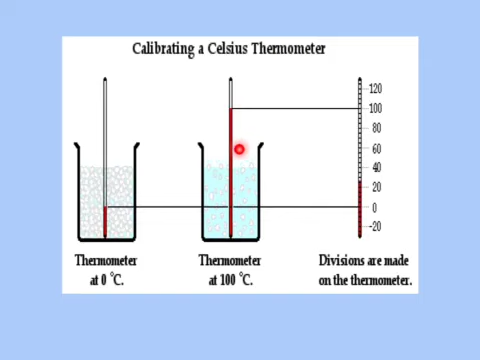 Calibrating a Celsius Thermometer
120
100
80
60
40
20
0
-20
Thermometer
at 0 °C.
Thermometer
at 100 °C.
Divisions are made
on the thermometer.